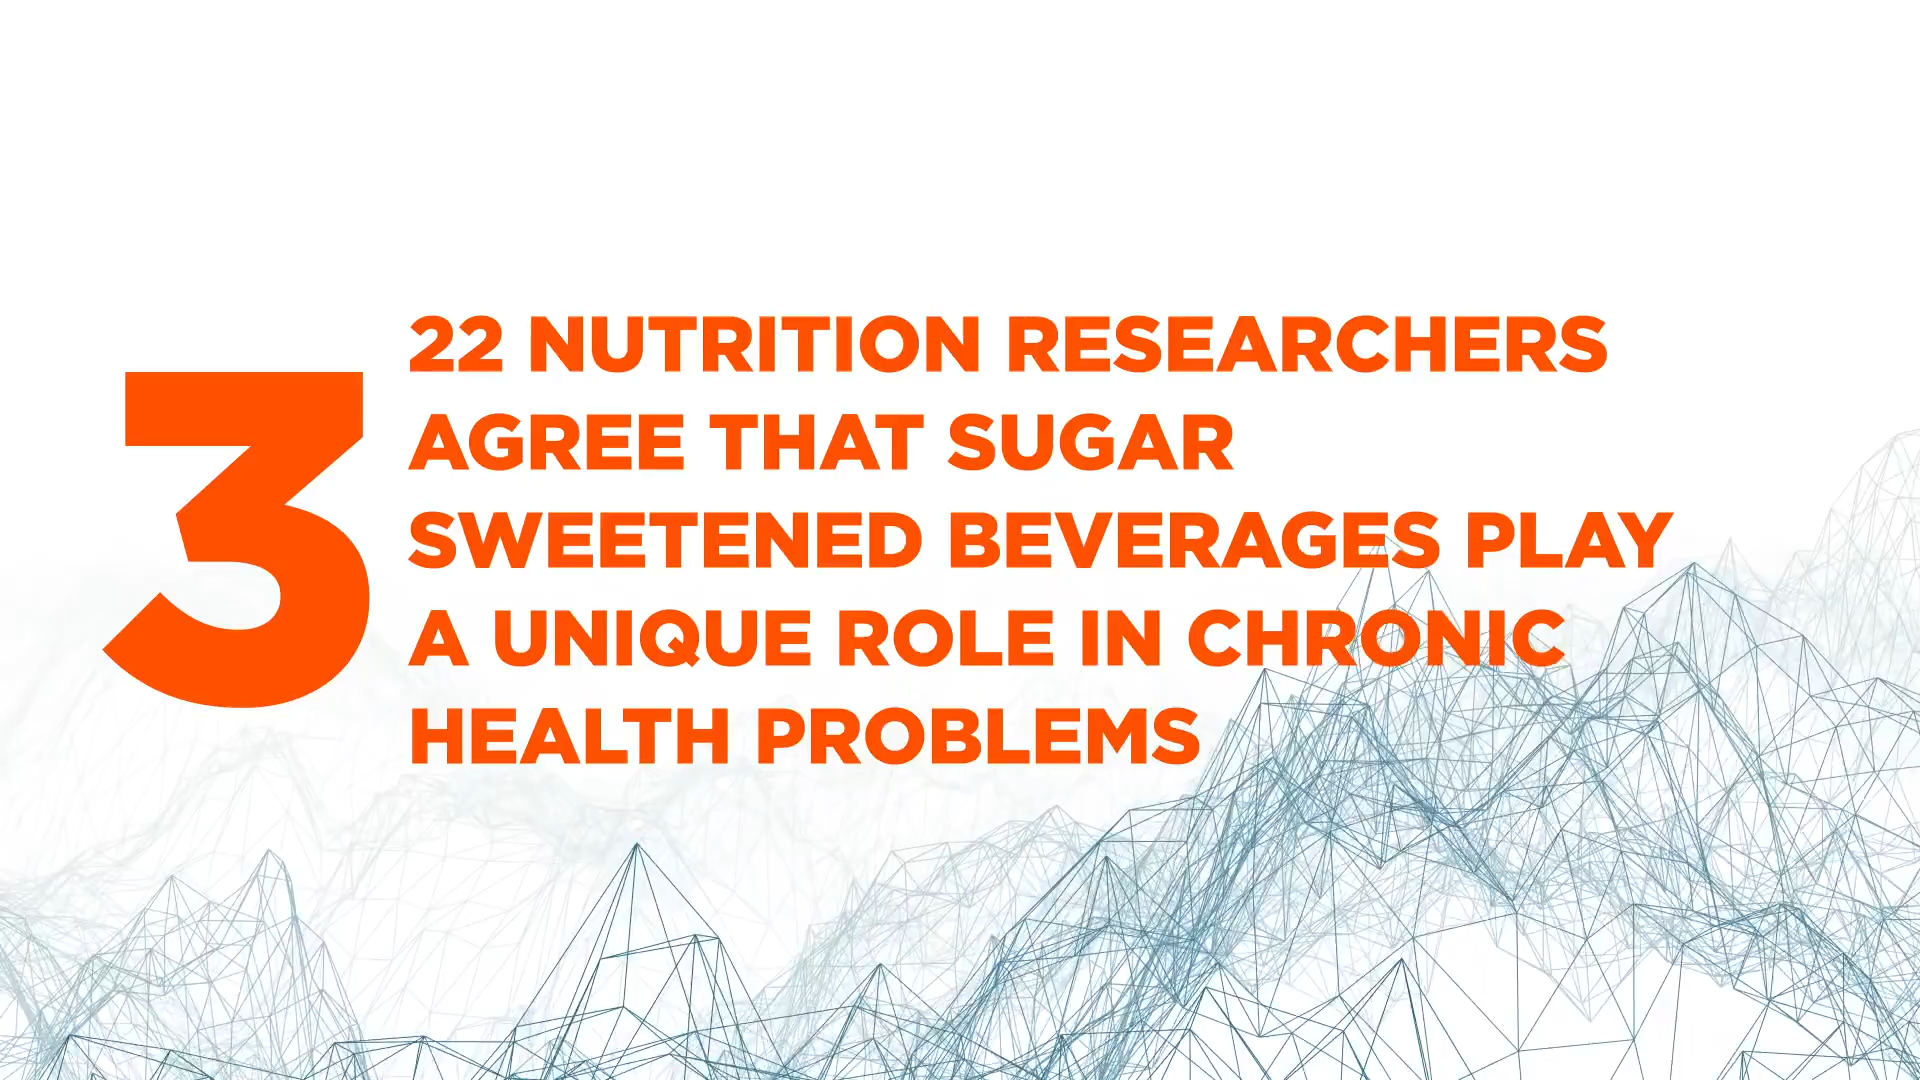 3
22 NUTRITION RESEARCHERS
AGREE THAT SUGAR
SWEETENED BEVERAGES PLAY
A UNIQUE ROLE IN CHRONIC
HEALTH PROBLEMS